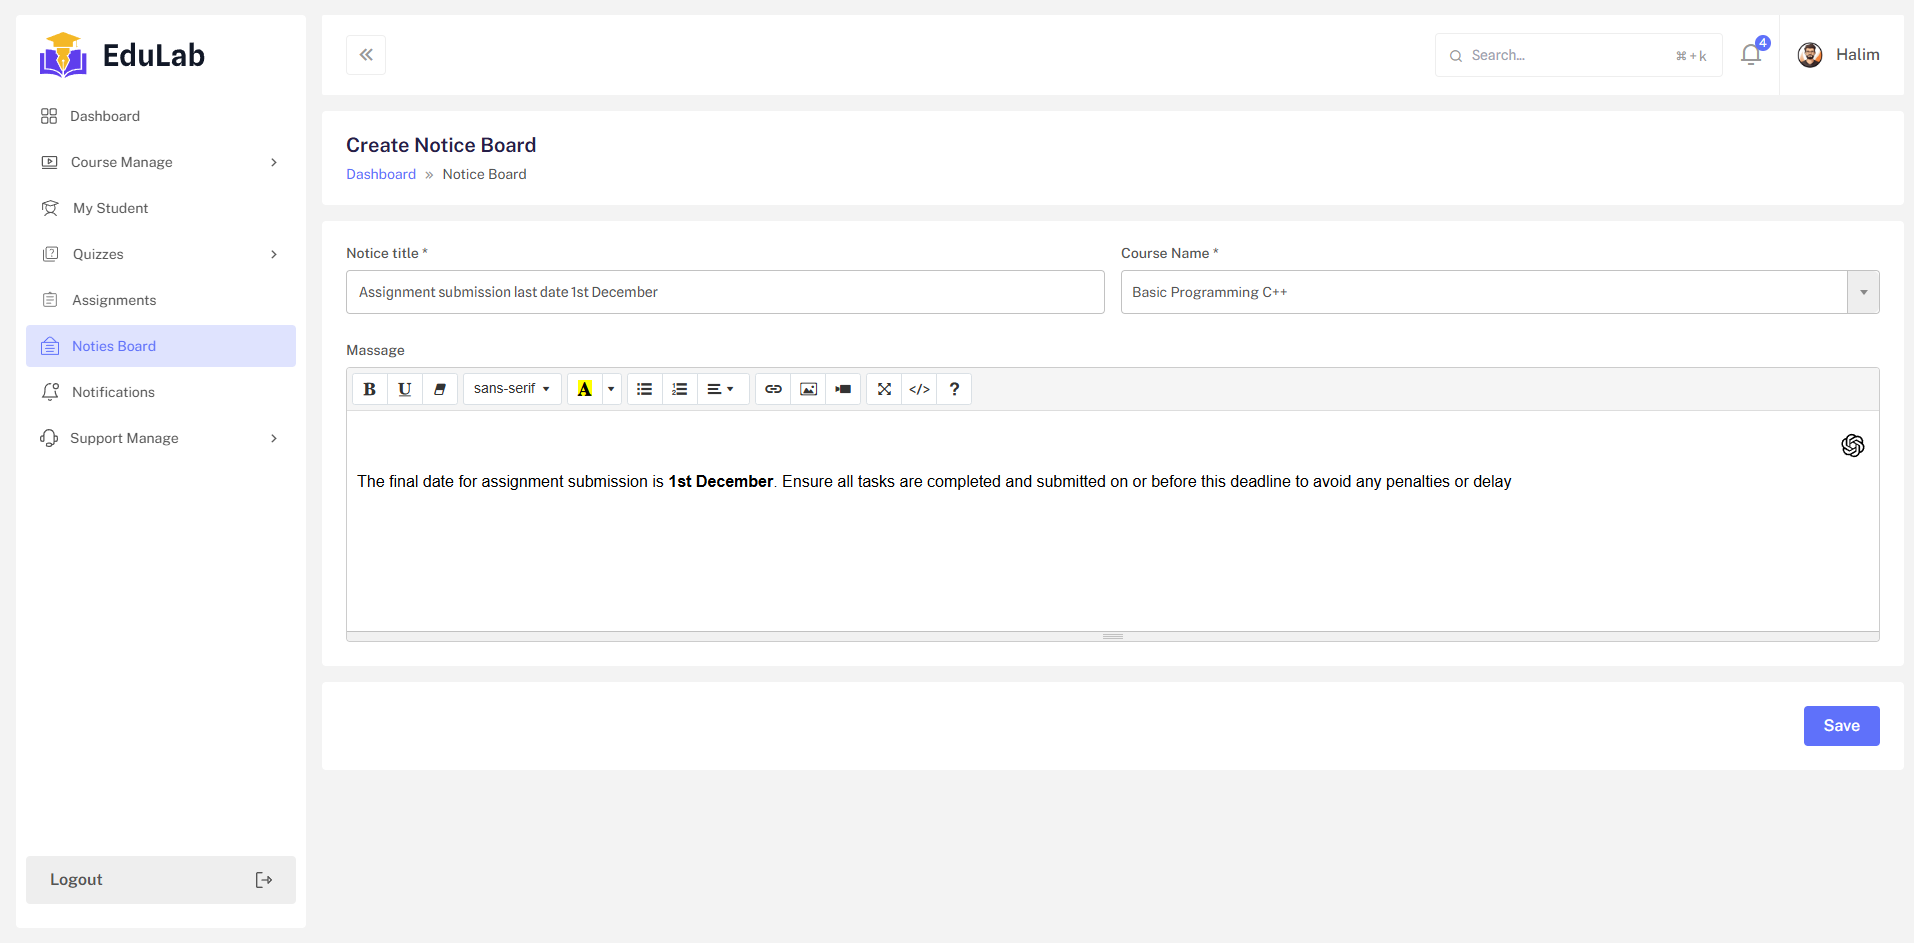 EduLab
Search...
⌘+k
4
Halim
Dashboard
Course Manage
My Student
Quizzes
Assignments
Noties Board
Notifications
Support Manage
Logout
Create Notice Board
Dashboard » Notice Board
Notice title *
Course Name *
Assignment submission last date 1st December
Basic Programming C++
Massage
B U sans-serif A </> ?
The final date for assignment submission is 1st December. Ensure all tasks are completed and submitted on or before this deadline to avoid any penalties or delay
Save